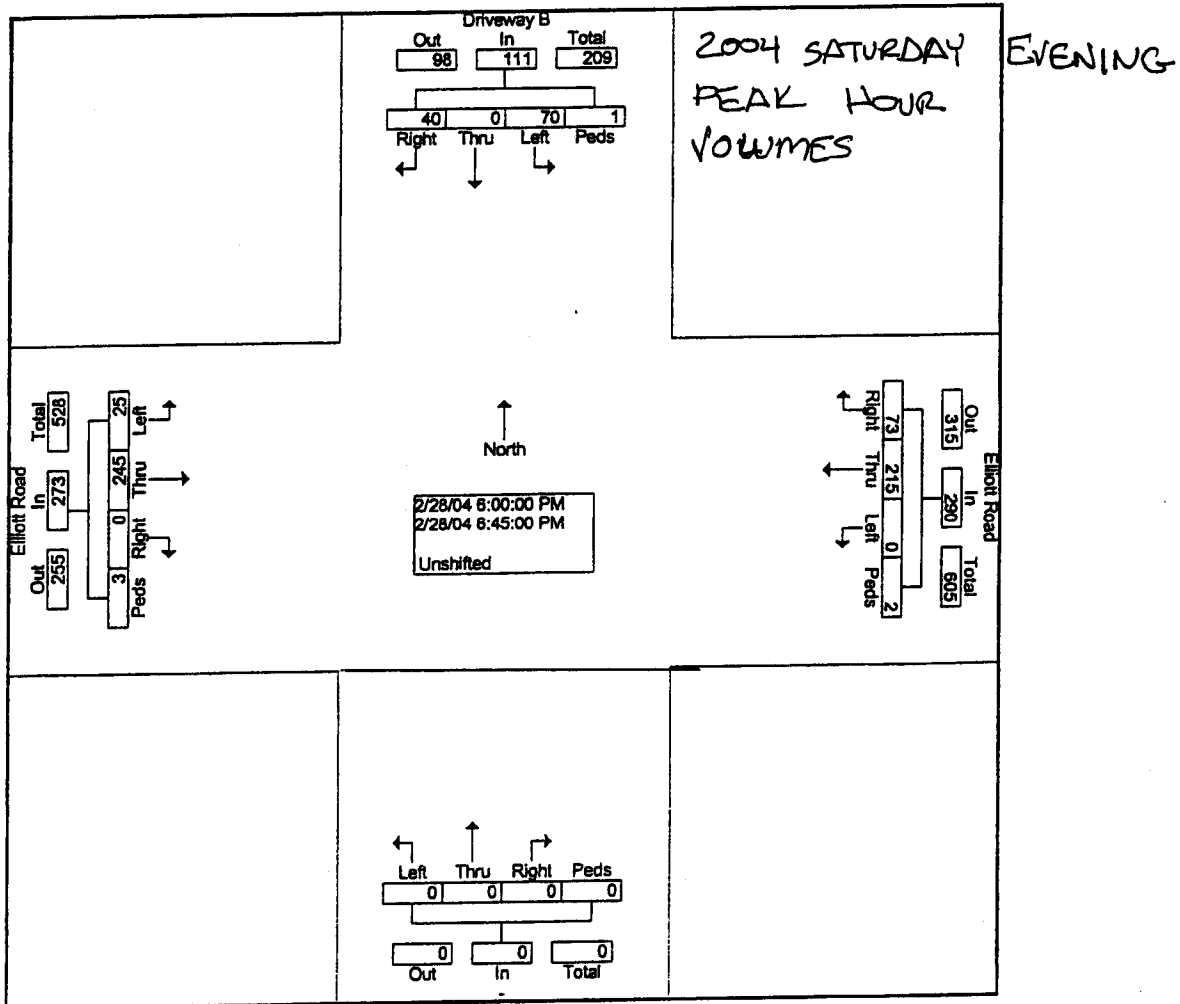 Driveway B
Out In Total
98 111 209
40 0 70 1
Right Thru Left Peds
2004 SATURDAY EVENING
PEAK HOUR
VOLUMES
Elliott Road
Total In Out
528 273 255
25 245 0 3
Left Thru Right Peds
North
2/28/04 6:00:00 PM
2/28/04 6:45:00 PM
Unshifted
Right Thru Left Peds
73 215 0 2
Out In Total
315 290 605
Elliott Road
Left Thru Right Peds
0 0 0 0
0 0 0
Out In Total